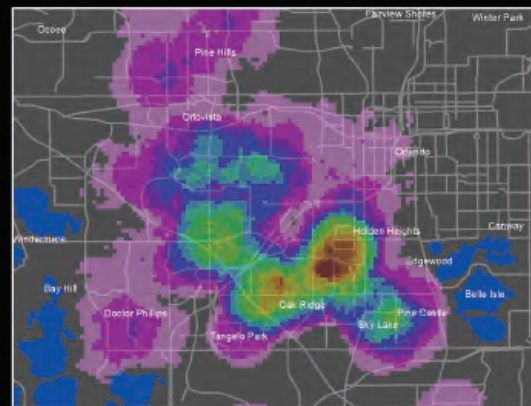 Fairview Shores
Winter Park
Ocoee
Pine Hills
Orlovista
Orlando
Holden Heights
Conway
Windermere
Edgewood
Bay Hill
Belle Isle
Oak Ridge
Doctor Phillips
Pine Castle
Sky Lake
Tangelo Park